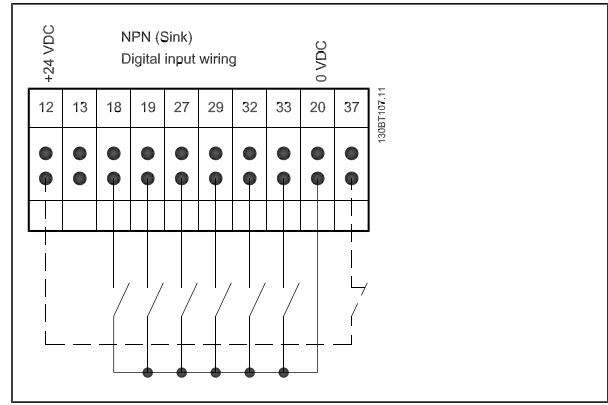 +24 VDC
NPN (Sink)
Digital input wiring
0 VDC
12 13 18 19 27 29 32 33 20 37
130BT107.11